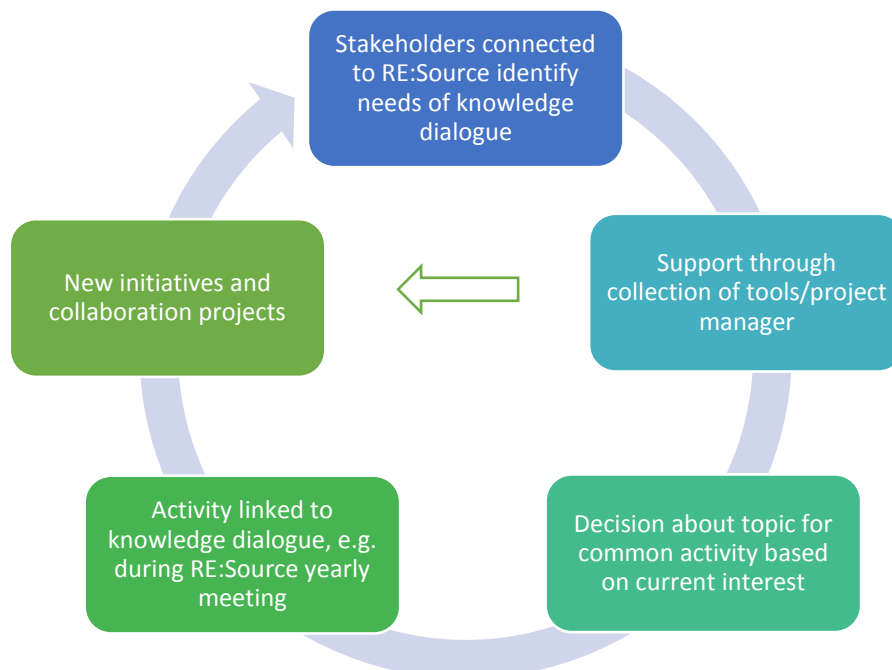 Stakeholders connected
to RE:Source identify
needs of knowledge
dialogue
Support through
collection of tools/project
manager
Decision about topic for
common activity based
on current interest
Activity linked to
knowledge dialogue, e.g.
during RE:Source yearly
meeting
New initiatives and
collaboration projects